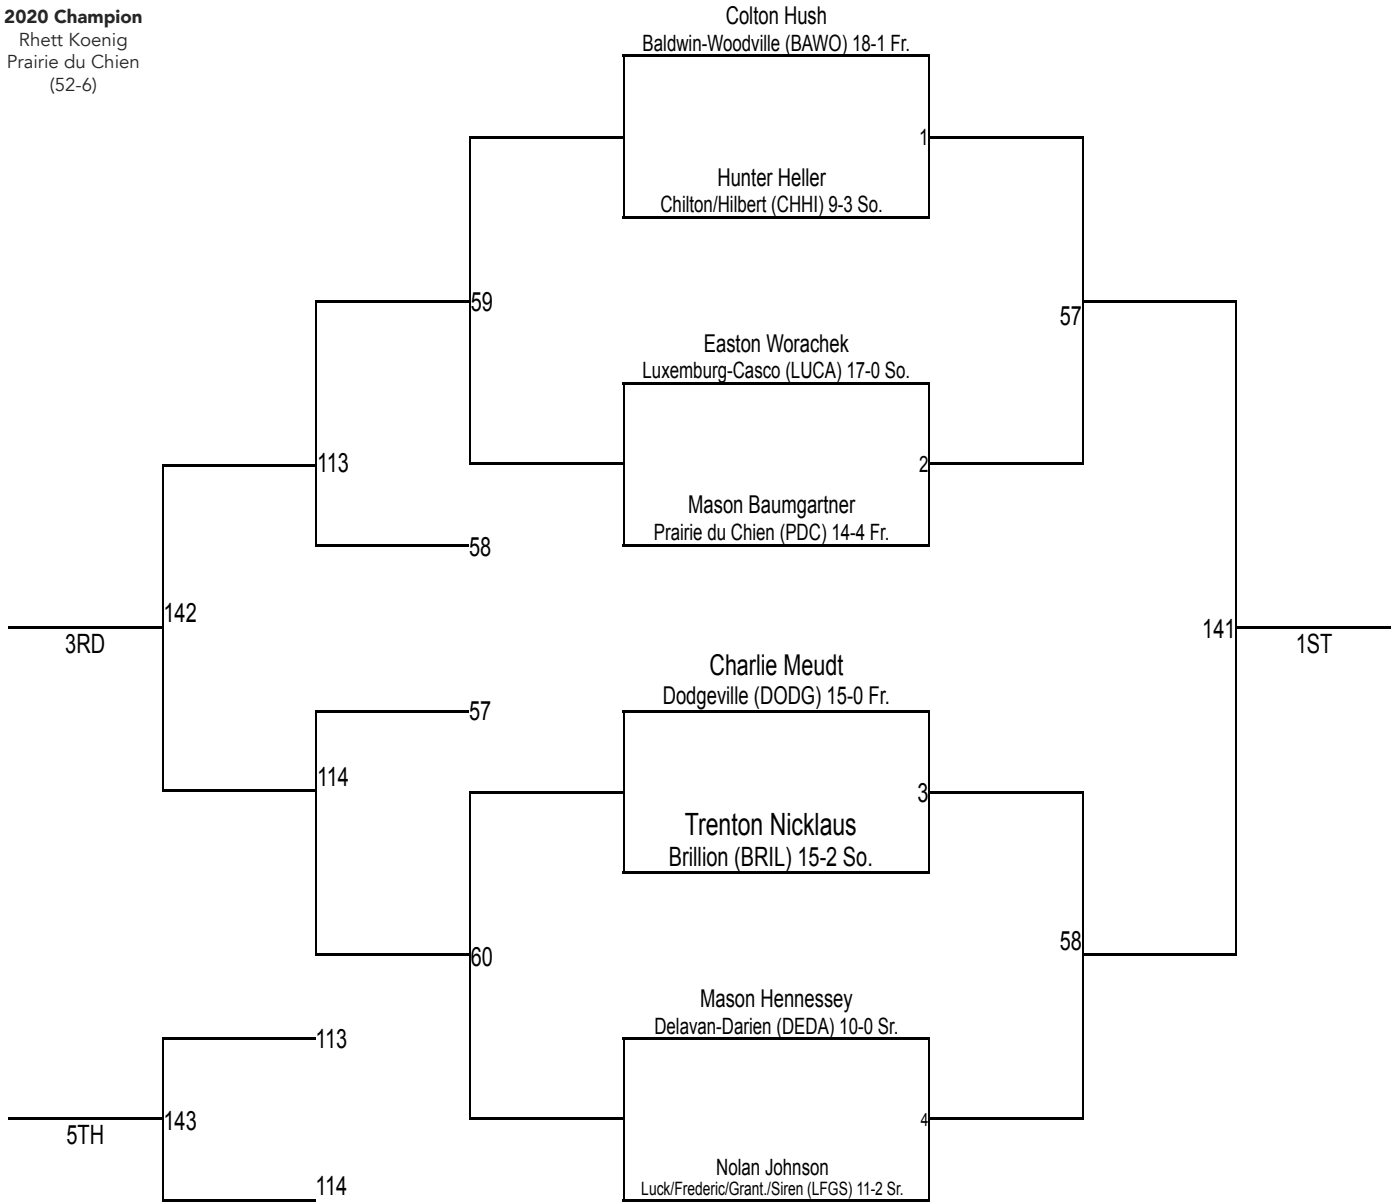 2020 Champion
Rhett Koenig
Prairie du Chien
(52-6)
Colton Hush
Baldwin-Woodville (BAWO) 18-1 Fr.
1
Hunter Heller
Chilton/Hilbert (CHHI) 9-3 So.
59
57
Easton Worachek
Luxemburg-Casco (LUCA) 17-0 So.
113
2
Mason Baumgartner
Prairie du Chien (PDC) 14-4 Fr.
58
142
3RD
141
1ST
Charlie Meudt
Dodgeville (DODG) 15-0 Fr.
57
114
3
Trenton Nicklaus
Brillion (BRIL) 15-2 So.
60
58
Mason Hennessey
Delavan-Darien (DEDA) 10-0 Sr.
113
143
5TH
4
Nolan Johnson
Luck/Frederic/Grant./Siren (LFGS) 11-2 Sr.
114